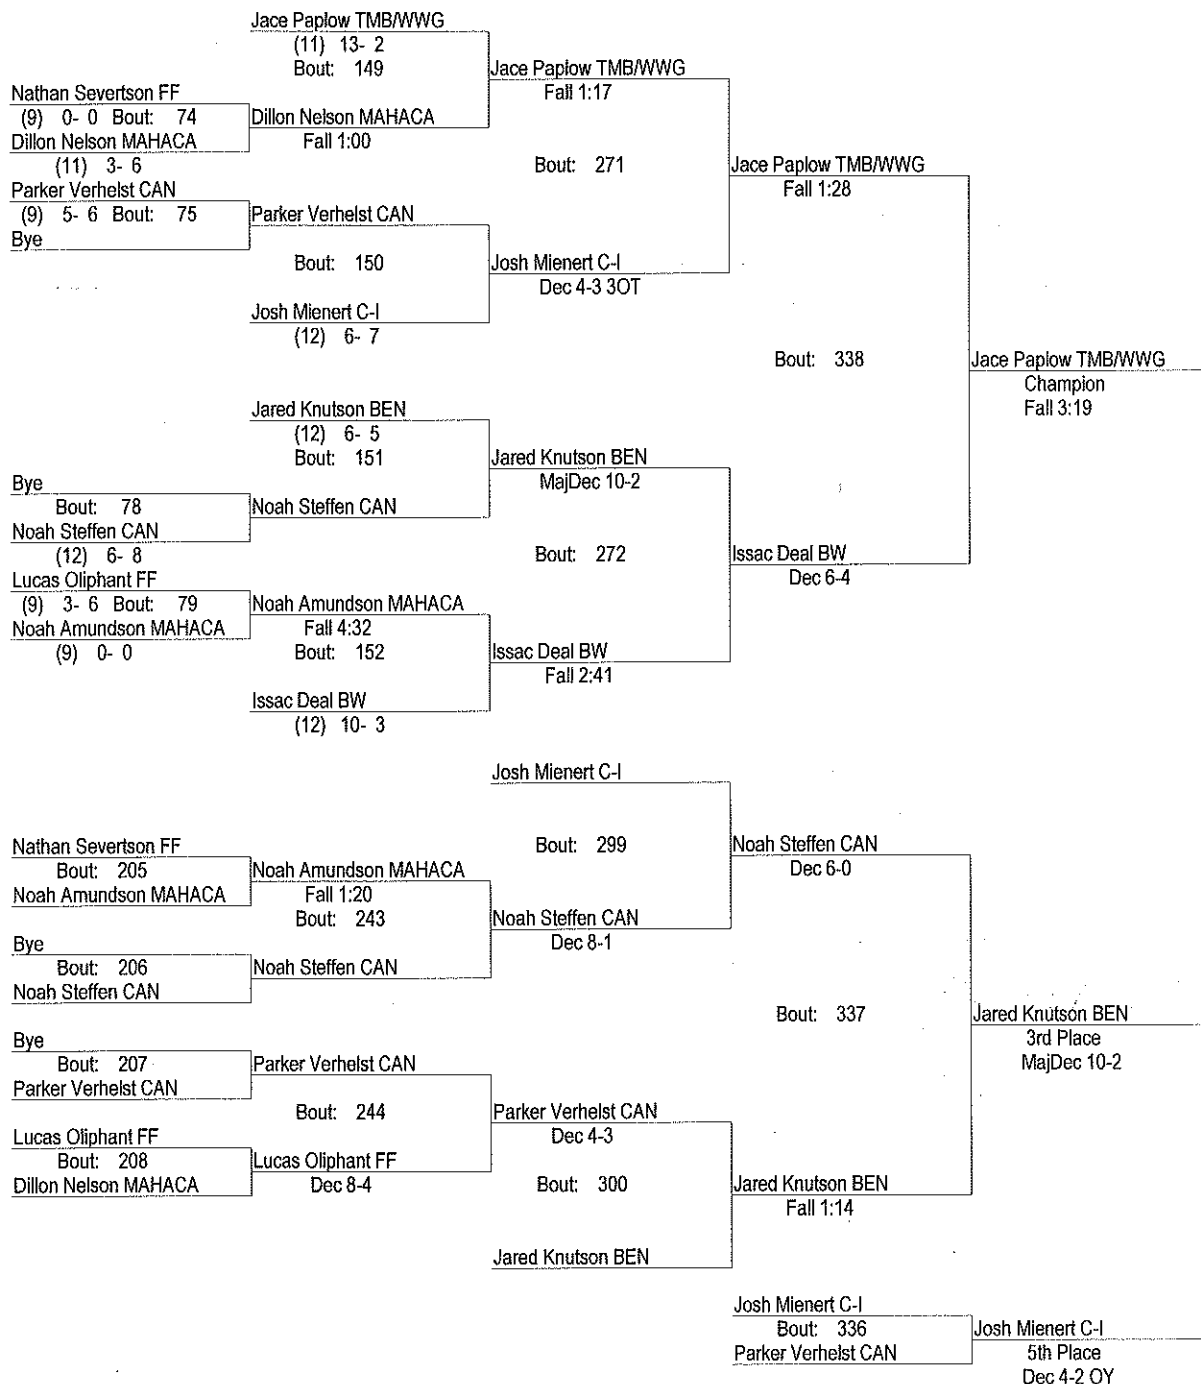 Jace Paplow TMB/WWG
(11) 13- 2
Bout: 149
Jace Paplow TMB/WWG
Fall 1:17
Nathan Severtson FF
(9) 0- 0 Bout: 74
Dillon Nelson MAHACA
(11) 3- 6
Dillon Nelson MAHACA
Fall 1:00
Bout: 271
Jace Paplow TMB/WWG
Fall 1:28
Parker Verhelst CAN
(9) 5- 6 Bout: 75
Bye
Parker Verhelst CAN
Bout: 150
Josh Mienert C-I
Dec 4-3 3OT
Josh Mienert C-I
(12) 6- 7
Bout: 338
Jace Paplow TMB/WWG
Champion
Fall 3:19
Jared Knutson BEN
(12) 6- 5
Bout: 151
Jared Knutson BEN
MajDec 10-2
Bye
Bout: 78
Noah Steffen CAN
(12) 6- 8
Noah Steffen CAN
Bout: 272
Issac Deal BW
Dec 6-4
Lucas Oliphant FF
(9) 3- 6 Bout: 79
Noah Amundson MAHACA
(9) 0- 0
Noah Amundson MAHACA
Fall 4:32
Bout: 152
Issac Deal BW
Fall 2:41
Issac Deal BW
(12) 10- 3
Josh Mienert C-I
Bout: 299
Noah Steffen CAN
Dec 6-0
Nathan Severtson FF
Bout: 205
Noah Amundson MAHACA
Noah Amundson MAHACA
Fall 1:20
Bout: 243
Noah Steffen CAN
Dec 8-1
Bye
Bout: 206
Noah Steffen CAN
Noah Steffen CAN
Bout: 337
Jared Knutson BEN
3rd Place
MajDec 10-2
Bye
Bout: 207
Parker Verhelst CAN
Parker Verhelst CAN
Bout: 244
Parker Verhelst CAN
Dec 4-3
Lucas Oliphant FF
Bout: 208
Dillon Nelson MAHACA
Lucas Oliphant FF
Dec 8-4
Bout: 300
Jared Knutson BEN
Fall 1:14
Jared Knutson BEN
Josh Mienert C-I
Bout: 336
Parker Verhelst CAN
Josh Mienert C-I
5th Place
Dec 4-2 OY